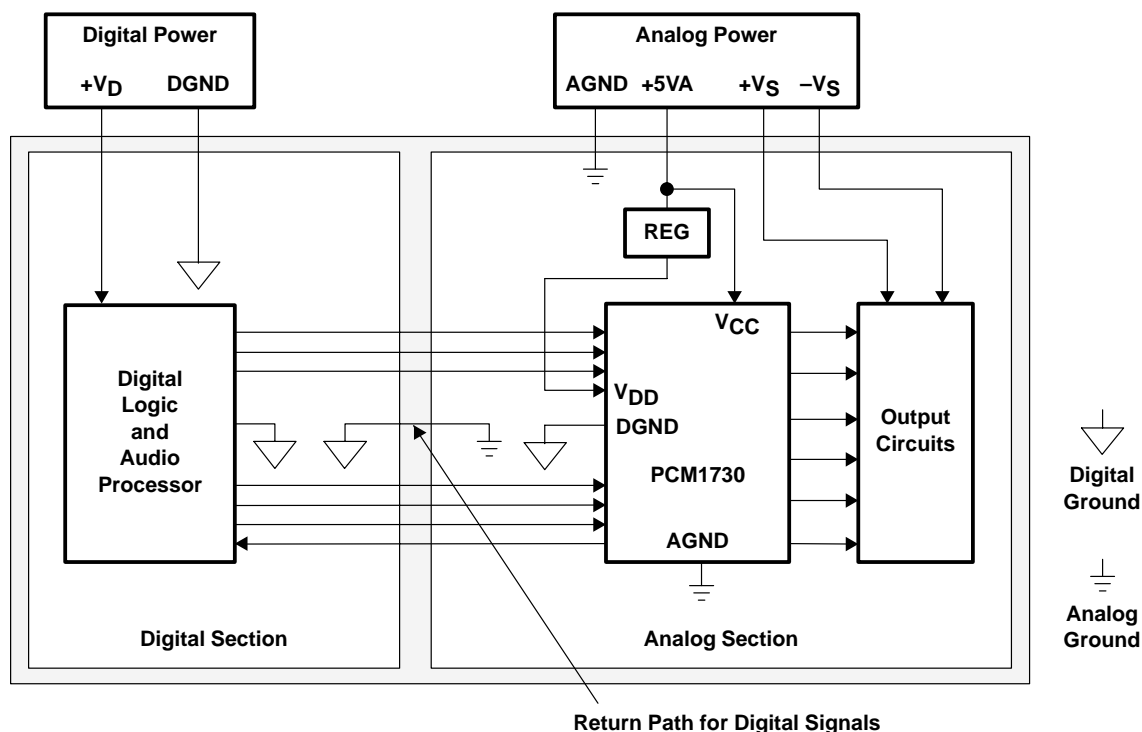 Digital Power
+VD DGND
Analog Power
AGND +5VA +VS –VS
REG
VCC
VDD
DGND
PCM1730
AGND
Digital
Logic
and
Audio
Processor
Output
Circuits
Digital
Ground
Analog
Ground
Digital Section
Analog Section
Return Path for Digital Signals